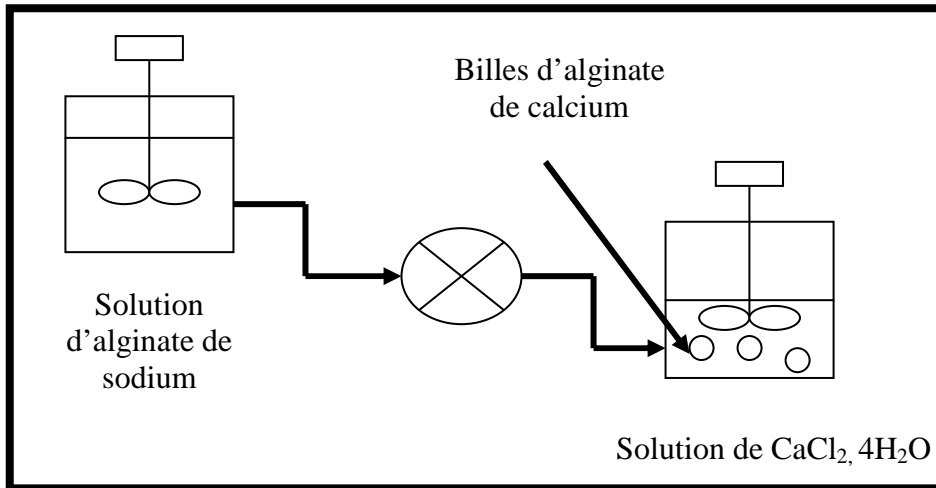 Billes d’alginate
de calcium
Solution
d’alginate de
sodium
Solution de CaCl₂, 4H₂O